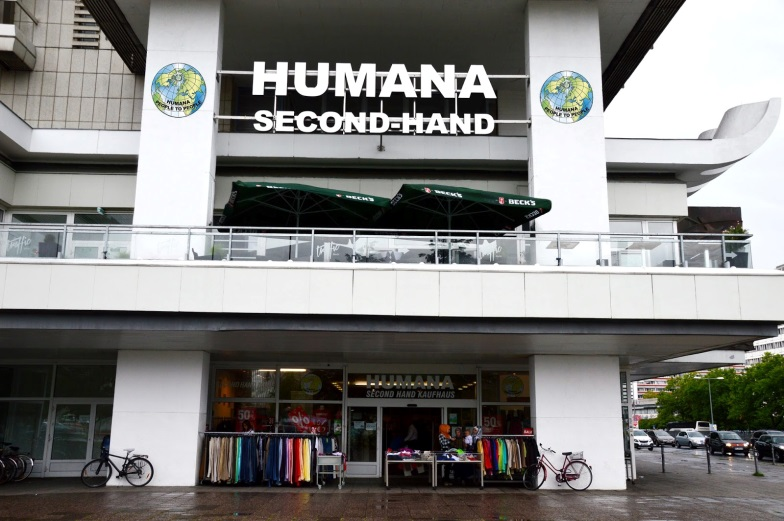 HUMANA
SECOND-HAND
HUMANA
PEOPLE TO PEOPLE
HUMANA
PEOPLE TO PEOPLE
BECK'S
BECK'S
BECK'S
HUMANA
SECOND HAND KAUFHAUS
50
50